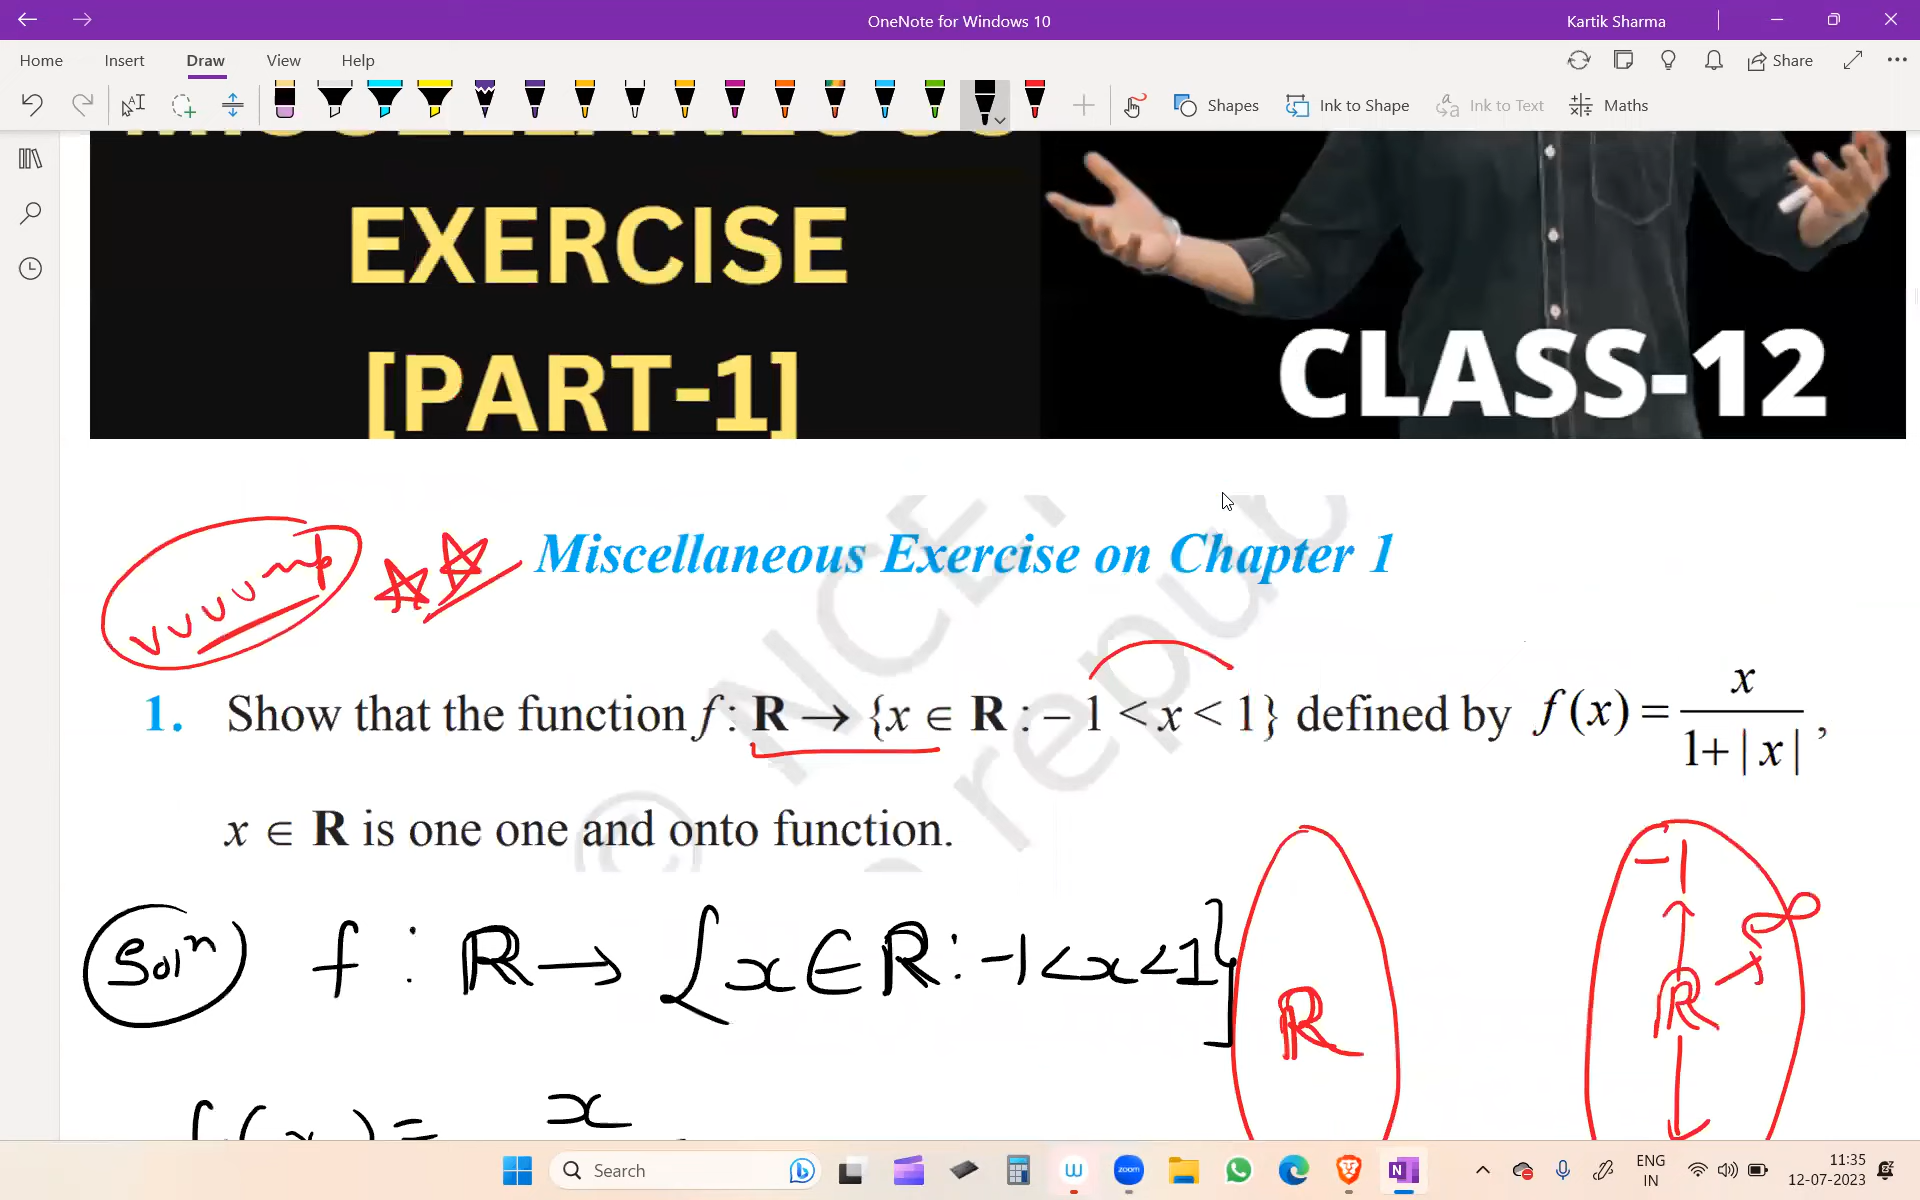 OneNote for Windows 10
Kartik Sharma
Home Insert Draw View Help
Share
Shapes Ink to Shape Ink to Text Maths
EXERCISE
[PART-1]
CLASS-12
Miscellaneous Exercise on Chapter 1
vvvv mp
1. Show that the function f : R → {x ∈ R : – 1 < x < 1} defined by f(x) = x / 1+|x| ,
x ∈ R is one one and onto function.
Solⁿ f : R → {x ∈ R : -1 < x < 1}
R
-1
∞
R
f(x) = x
Search
zoom
ENG
IN
11:35
12-07-2023